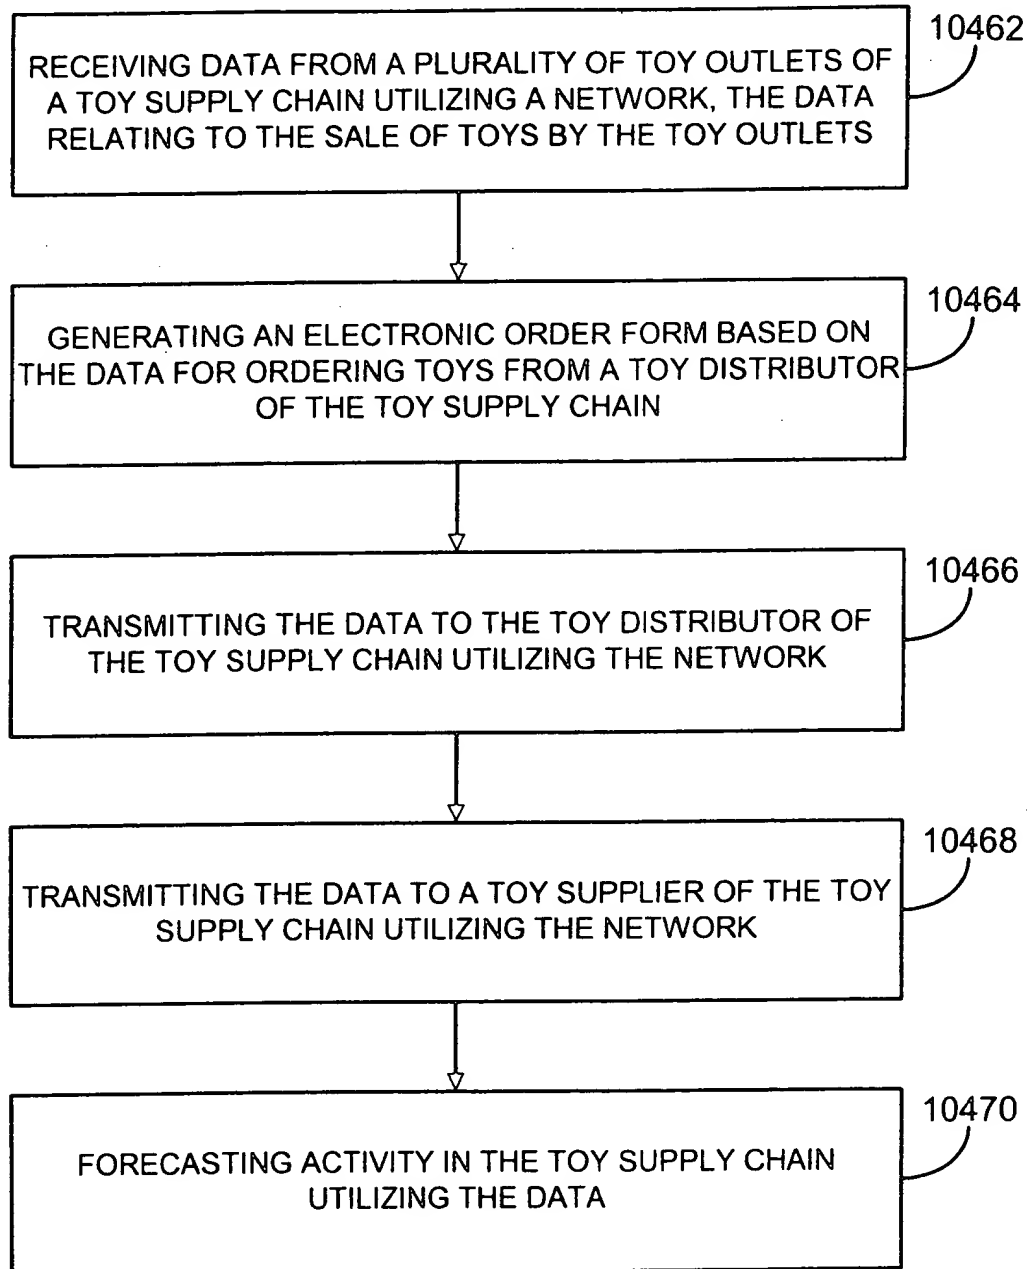 10462
RECEIVING DATA FROM A PLURALITY OF TOY OUTLETS OF
A TOY SUPPLY CHAIN UTILIZING A NETWORK, THE DATA
RELATING TO THE SALE OF TOYS BY THE TOY OUTLETS
10464
GENERATING AN ELECTRONIC ORDER FORM BASED ON
THE DATA FOR ORDERING TOYS FROM A TOY DISTRIBUTOR
OF THE TOY SUPPLY CHAIN
10466
TRANSMITTING THE DATA TO THE TOY DISTRIBUTOR OF
THE TOY SUPPLY CHAIN UTILIZING THE NETWORK
10468
TRANSMITTING THE DATA TO A TOY SUPPLIER OF THE TOY
SUPPLY CHAIN UTILIZING THE NETWORK
10470
FORECASTING ACTIVITY IN THE TOY SUPPLY CHAIN
UTILIZING THE DATA